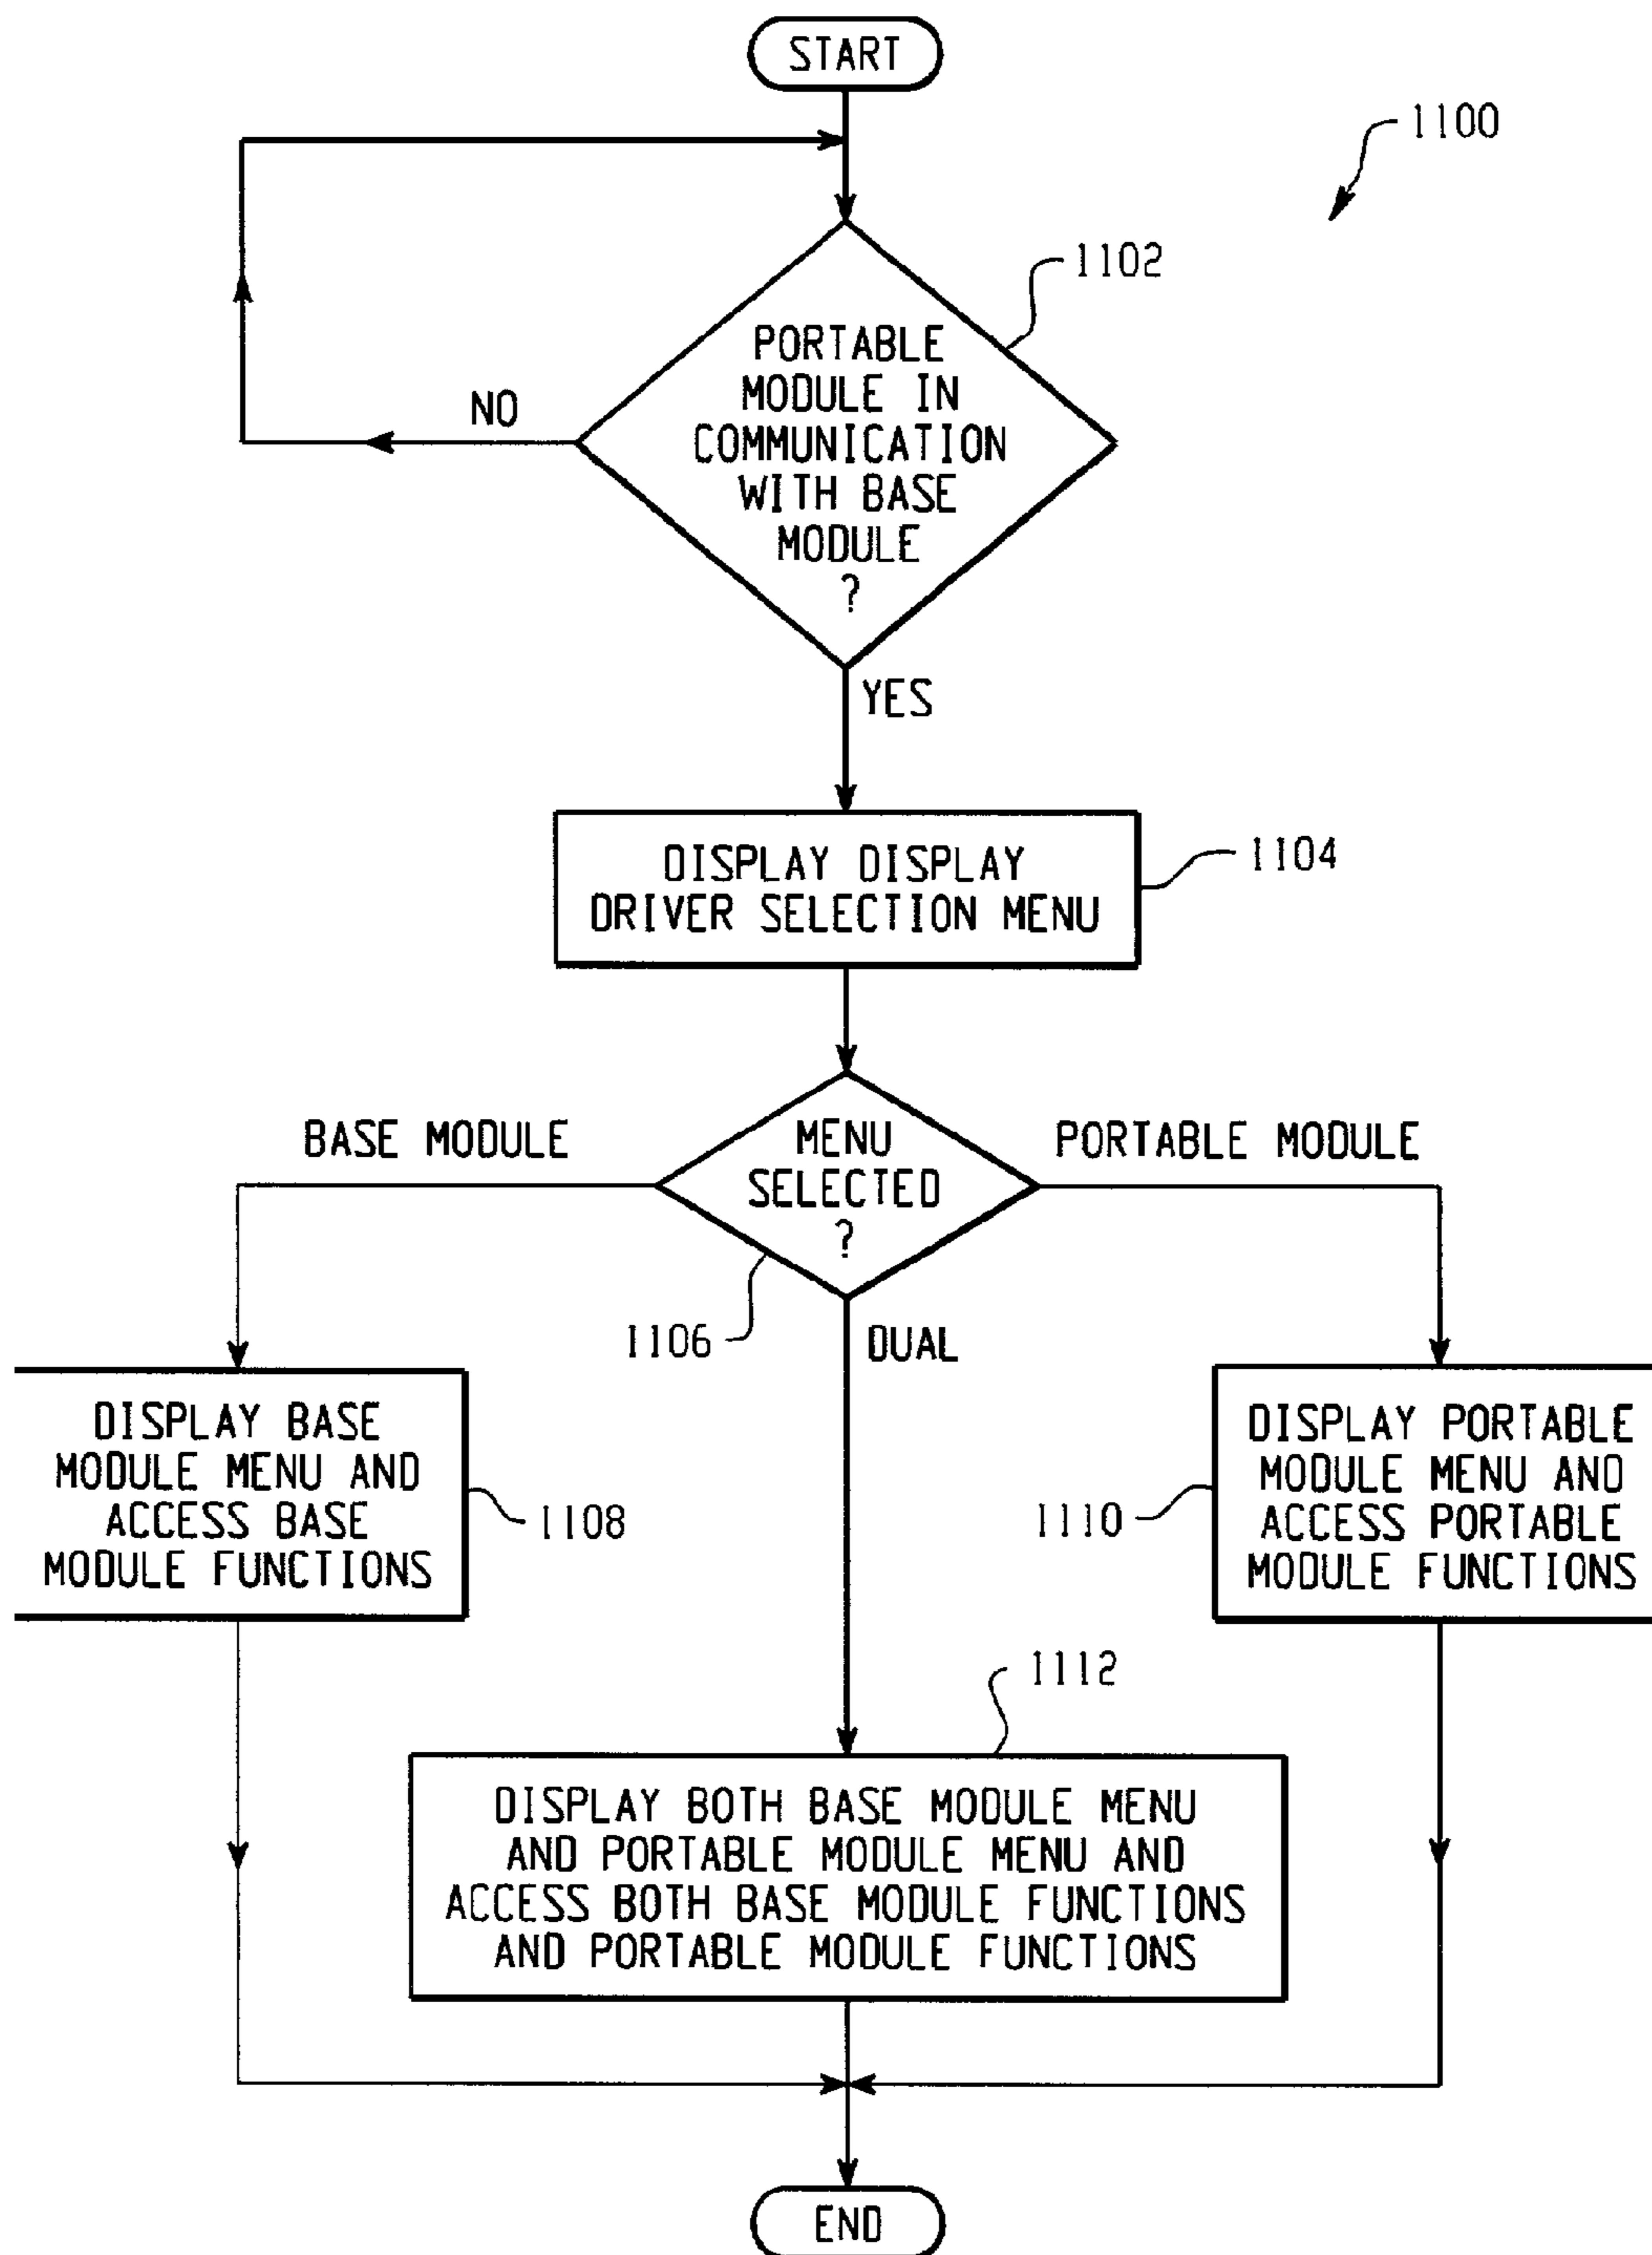 START
1100
1102
PORTABLE
MODULE IN
COMMUNICATION
WITH BASE
MODULE
?
NO
YES
DISPLAY DISPLAY
DRIVER SELECTION MENU
1104
BASE MODULE
MENU
SELECTED
?
PORTABLE MODULE
1106
DUAL
DISPLAY BASE
MODULE MENU AND
ACCESS BASE
MODULE FUNCTIONS
1108
1110
DISPLAY PORTABLE
MODULE MENU AND
ACCESS PORTABLE
MODULE FUNCTIONS
1112
DISPLAY BOTH BASE MODULE MENU
AND PORTABLE MODULE MENU AND
ACCESS BOTH BASE MODULE FUNCTIONS
AND PORTABLE MODULE FUNCTIONS
END